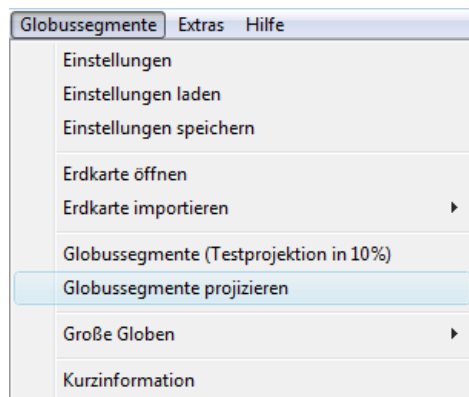 Globussegmente Extras Hilfe
Einstellungen
Einstellungen laden
Einstellungen speichern
Erdkarte öffnen
Erdkarte importieren
Globussegmente (Testprojektion in 10%)
Globussegmente projizieren
Große Globen
Kurzinformation